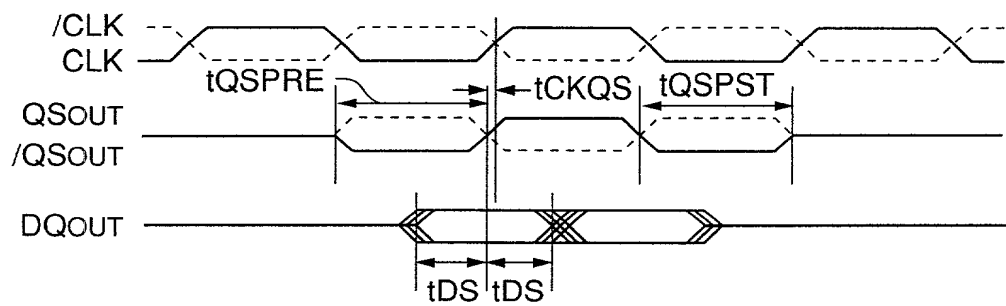 /CLK
CLK
tQSPRE
tCKQS
tQSPST
QSOUT
/QSOUT
DQOUT
tDS
tDS